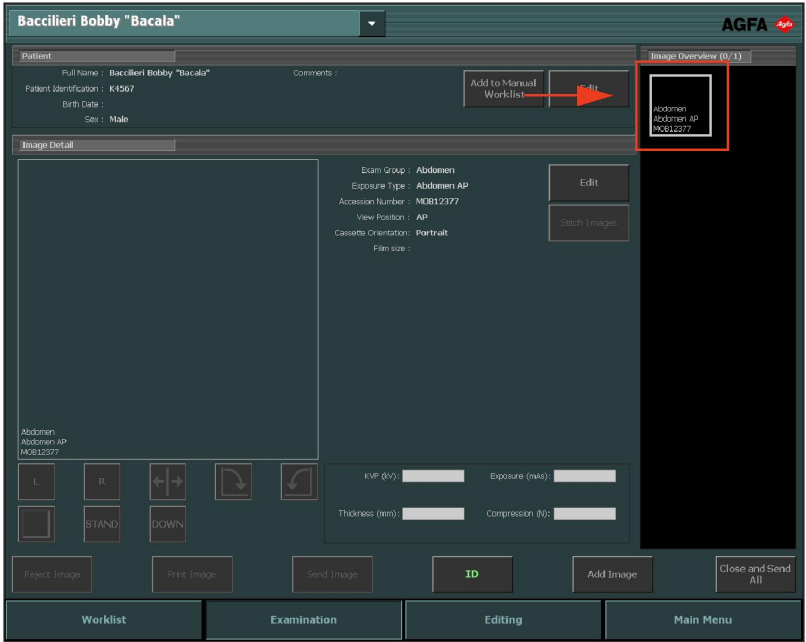 Baccilieri Bobby "Bacala"
AGFA
Agfa
Patient
Full Name : Baccilieri Bobby "Bacala"
Patient Identification : K4567
Birth Date :
Sex : Male
Comments :
Add to Manual
Worklist
Edit
Image Overview (0/1)
Abdomen
Abdomen AP
MOB12377
Image Detail
Abdomen
Abdomen AP
MOB12377
Exam Group : Abdomen
Exposure Type : Abdomen AP
Accession Number : MOB12377
View Position : AP
Cassette Orientation: Portrait
Film size :
Edit
Stitch Images
L
R
STAND
DOWN
KVP (kV):
Exposure (mAs):
Thickness (mm):
Compression (N):
Reject Image
Print Image
Send Image
ID
Add Image
Close and Send
All
Worklist
Examination
Editing
Main Menu